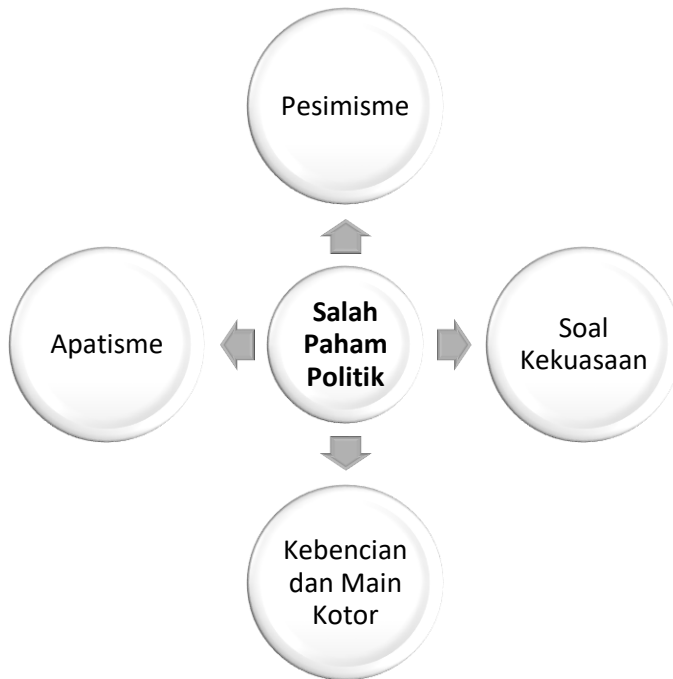 Pesimisme
Apatisme
Salah
Paham
Politik
Soal
Kekuasaan
Kebencian
dan Main
Kotor